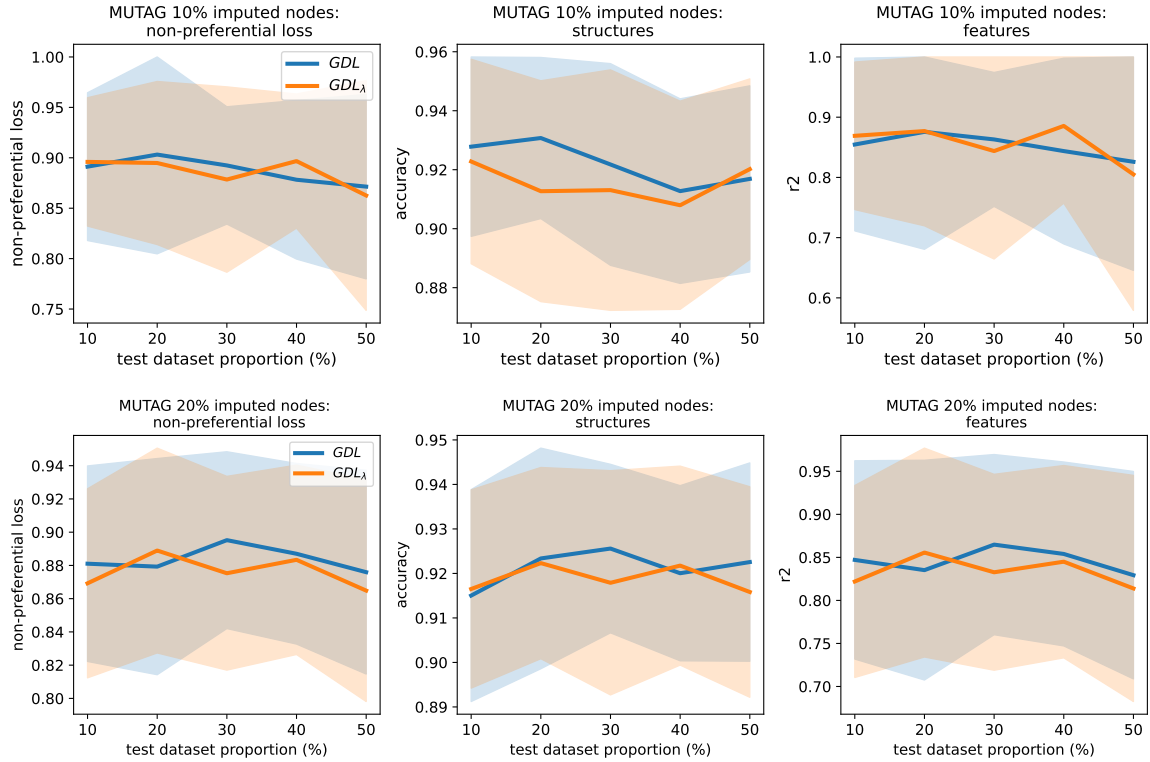 MUTAG 10% imputed nodes:
non-preferential loss
non-preferential loss
1.00
0.95
0.90
0.85
0.80
0.75
GDL
GDLλ
10
20
30
40
50
test dataset proportion (%)
MUTAG 10% imputed nodes:
structures
accuracy
0.96
0.94
0.92
0.90
0.88
10
20
30
40
50
test dataset proportion (%)
MUTAG 10% imputed nodes:
features
r2
1.0
0.9
0.8
0.7
0.6
10
20
30
40
50
test dataset proportion (%)
MUTAG 20% imputed nodes:
non-preferential loss
non-preferential loss
0.94
0.92
0.90
0.88
0.86
0.84
0.82
0.80
GDL
GDLλ
10
20
30
40
50
test dataset proportion (%)
MUTAG 20% imputed nodes:
structures
accuracy
0.95
0.94
0.93
0.92
0.91
0.90
0.89
10
20
30
40
50
test dataset proportion (%)
MUTAG 20% imputed nodes:
features
r2
0.95
0.90
0.85
0.80
0.75
0.70
10
20
30
40
50
test dataset proportion (%)